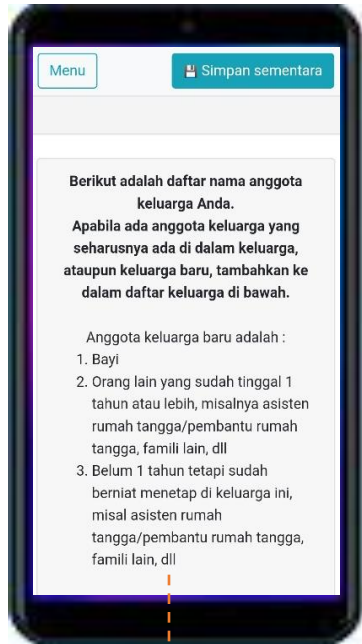 Menu
💾 Simpan sementara
Berikut adalah daftar nama anggota
keluarga Anda.
Apabila ada anggota keluarga yang
seharusnya ada di dalam keluarga,
ataupun keluarga baru, tambahkan ke
dalam daftar keluarga di bawah.
Anggota keluarga baru adalah :
1. Bayi
2. Orang lain yang sudah tinggal 1
tahun atau lebih, misalnya asisten
rumah tangga/pembantu rumah
tangga, famili lain, dll
3. Belum 1 tahun tetapi sudah
berniat menetap di keluarga ini,
misal asisten rumah
tangga/pembantu rumah tangga,
famili lain, dll